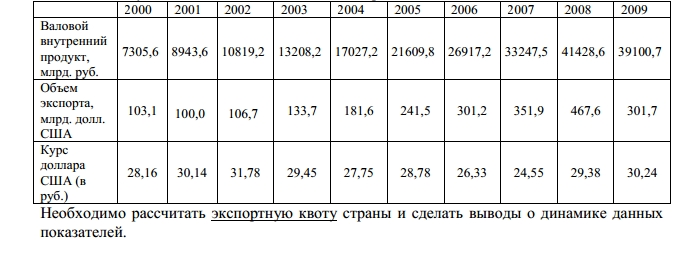 2000 2001 2002 2003 2004 2005 2006 2007 2008 2009
Валовой
внутренний
продукт,
млрд. руб.
7305,6 8943,6 10819,2 13208,2 17027,2 21609,8 26917,2 33247,5 41428,6 39100,7
Объем
экспорта,
млрд. долл.
США
103,1 100,0 106,7 133,7 181,6 241,5 301,2 351,9 467,6 301,7
Курс
доллара
США (в
руб.)
28,16 30,14 31,78 29,45 27,75 28,78 26,33 24,55 29,38 30,24
Необходимо рассчитать экспортную квоту страны и сделать выводы о динамике данных
показателей.